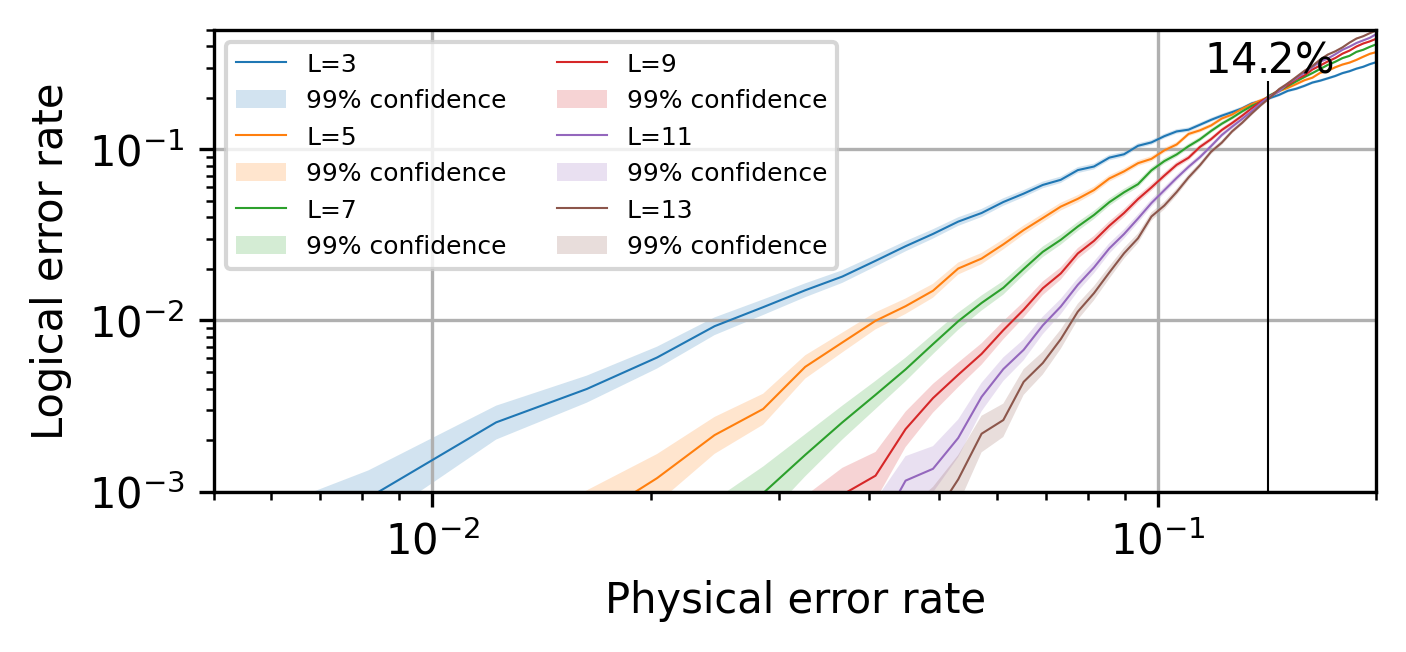 14.2%
L=3
99% confidence
L=5
99% confidence
L=7
99% confidence
L=9
99% confidence
L=11
99% confidence
L=13
99% confidence
Logical error rate
10⁻¹
10⁻²
10⁻³
10⁻²
10⁻¹
Physical error rate